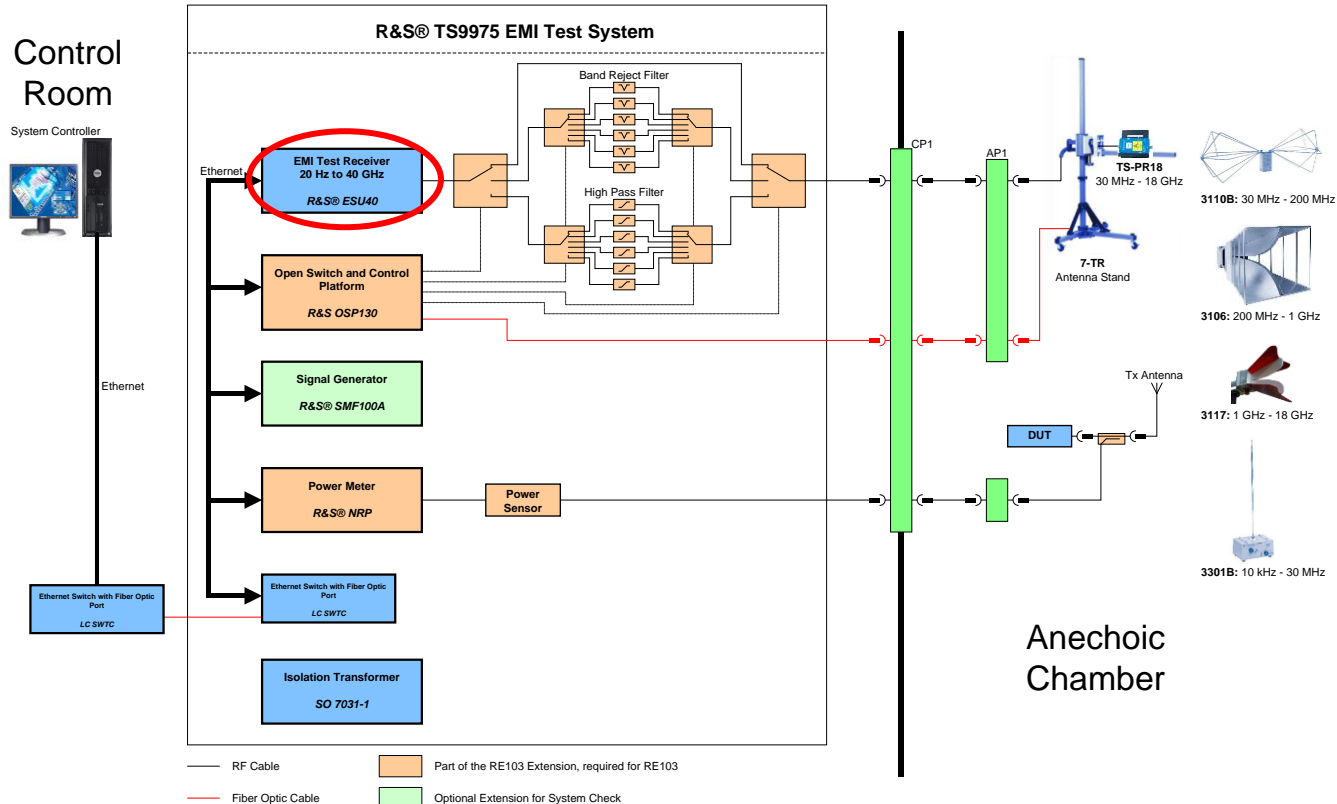 R&S® TS9975 EMI Test System
Control
Room
System Controller
Ethernet
Ethernet
EMI Test Receiver
20 Hz to 40 GHz
R&S® ESU40
Band Reject Filter
High Pass Filter
Open Switch and Control
Platform
R&S OSP130
Signal Generator
R&S® SMF100A
Power Meter
R&S® NRP
Power
Sensor
Ethernet Switch with Fiber Optic
Port
LC SWTC
Ethernet Switch with Fiber Optic
Port
LC SWTC
Isolation Transformer
SO 7031-1
CP1
AP1
TS-PR18
30 MHz - 18 GHz
7-TR
Antenna Stand
3110B: 30 MHz - 200 MHz
3106: 200 MHz - 1 GHz
3117: 1 GHz - 18 GHz
3301B: 10 kHz - 30 MHz
Tx Antenna
DUT
Anechoic
Chamber
RF Cable
Part of the RE103 Extension, required for RE103
Fiber Optic Cable
Optional Extension for System Check